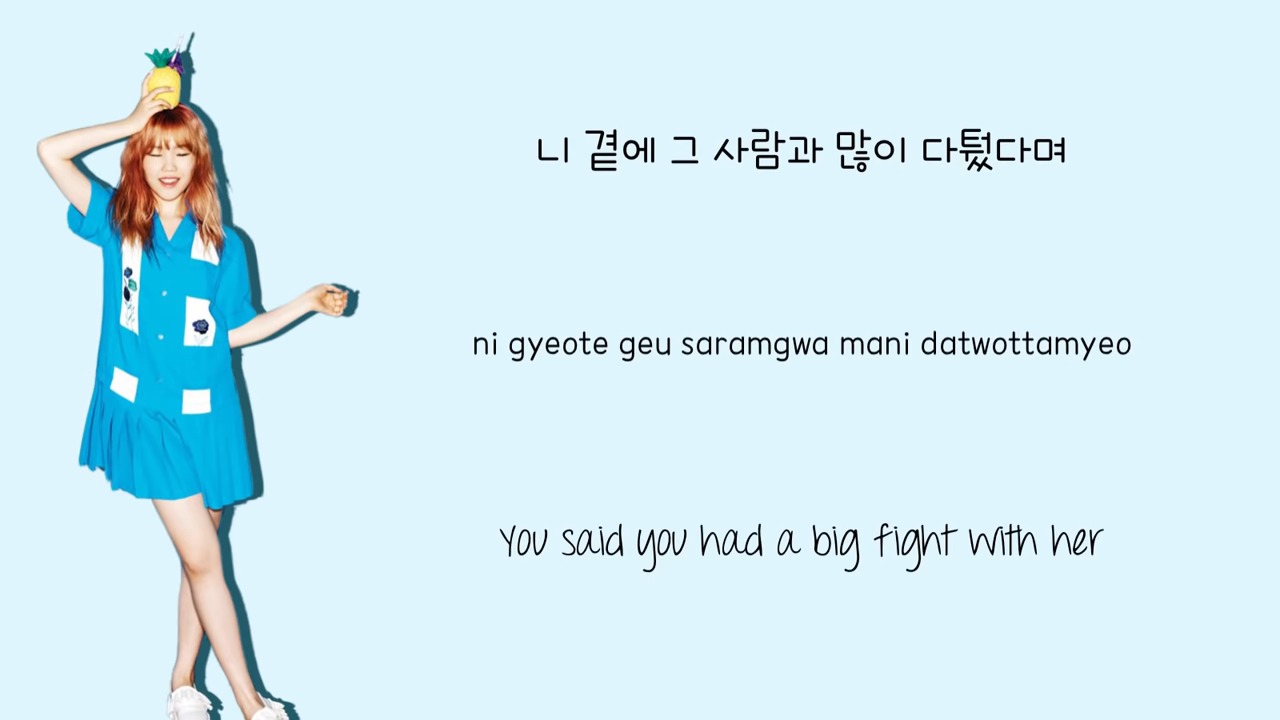 니 곁에 그 사람과 많이 다퉜다며
ni gyeote geu saramgwa mani datwottamyeo
You said you had a big fight with her